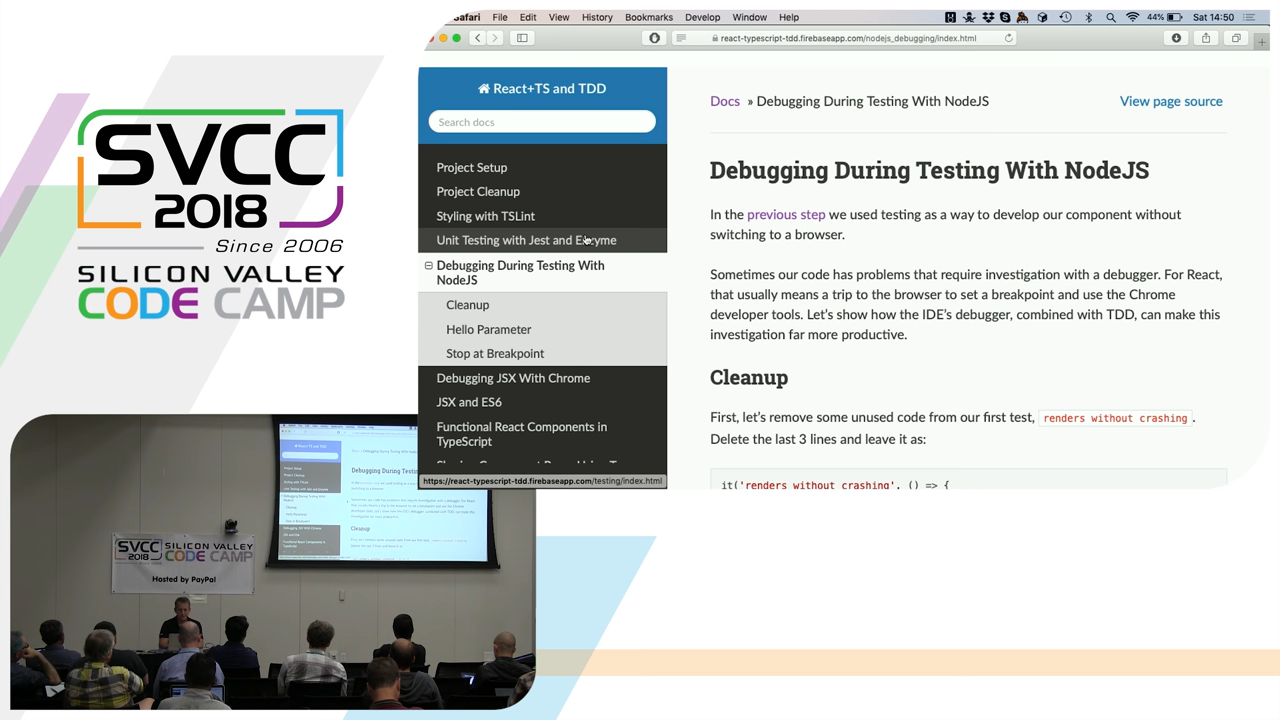 Safari File Edit View History Bookmarks Develop Window Help 44% Sat 14:50
react-typescript-tdd.firebaseapp.com/nodejs_debugging/index.html
SVCC
2018
Since 2006
SILICON VALLEY
CODE CAMP
React+TS and TDD
Search docs
Project Setup
Project Cleanup
Styling with TSLint
Unit Testing with Jest and Enzyme
Debugging During Testing With
NodeJS
Cleanup
Hello Parameter
Stop at Breakpoint
Debugging JSX With Chrome
JSX and ES6
Functional React Components in
TypeScript
https://react-typescript-tdd.firebaseapp.com/testing/index.html
Docs » Debugging During Testing With NodeJS
View page source
Debugging During Testing With NodeJS
In the previous step we used testing as a way to develop our component without
switching to a browser.
Sometimes our code has problems that require investigation with a debugger. For React,
that usually means a trip to the browser to set a breakpoint and use the Chrome
developer tools. Let's show how the IDE's debugger, combined with TDD, can make this
investigation far more productive.
Cleanup
First, let's remove some unused code from our first test, renders without crashing.
Delete the last 3 lines and leave it as:
it('renders without crashing', () => {
React+TS and TDD
Debugging During Testin
Cleanup
SVCC
2018
SILICON VALLEY
CODE CAMP
Hosted by PayPal